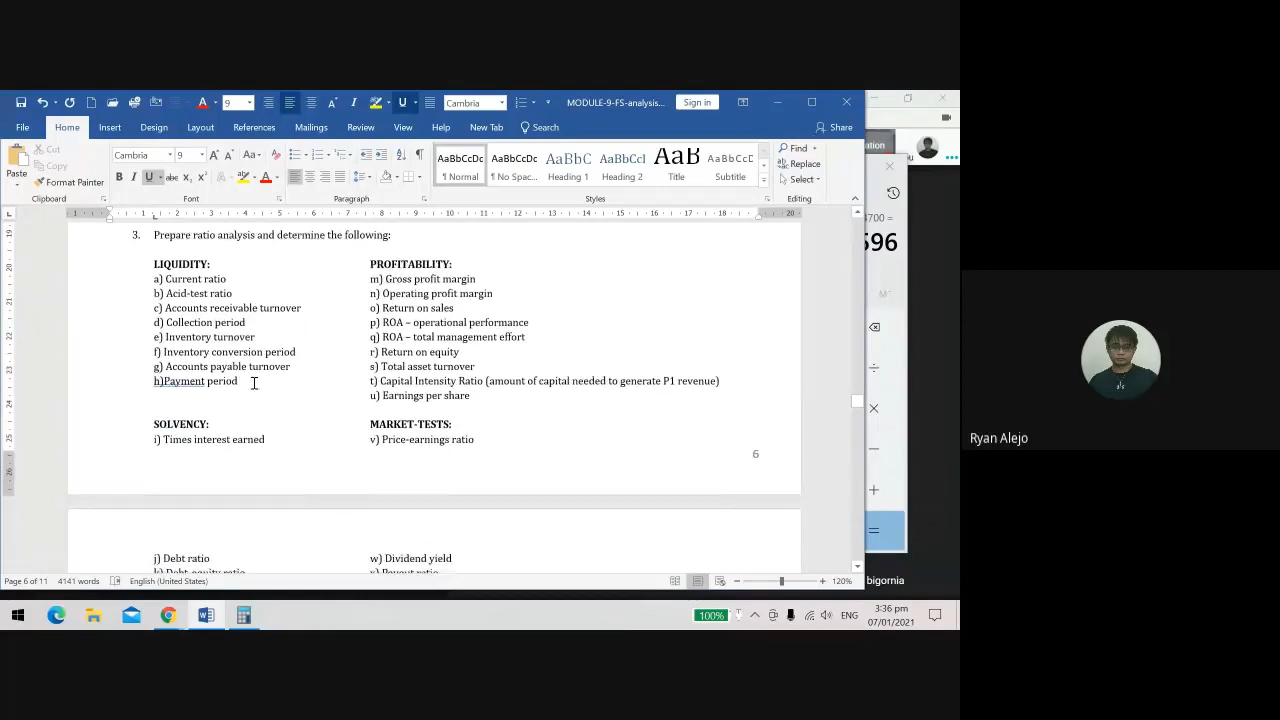 9
Cambria
MODULE-9-FS-analysis...
Sign in
File
Home
Insert
Design
Layout
References
Mailings
Review
View
Help
New Tab
Search
Share
Paste
Cut
Copy
Format Painter
Cambria
9
AaBbCcDc
¶ Normal
AaBbCcDc
¶ No Spac...
AaBbC
Heading 1
AaBbCcI
Heading 2
AaB
Title
AaBbCcD
Subtitle
Find
Replace
Select
Clipboard
Font
Paragraph
Styles
Editing
3. Prepare ratio analysis and determine the following:
LIQUIDITY:
a) Current ratio
b) Acid-test ratio
c) Accounts receivable turnover
d) Collection period
e) Inventory turnover
f) Inventory conversion period
g) Accounts payable turnover
h)Payment period
PROFITABILITY:
m) Gross profit margin
n) Operating profit margin
o) Return on sales
p) ROA – operational performance
q) ROA – total management effort
r) Return on equity
s) Total asset turnover
t) Capital Intensity Ratio (amount of capital needed to generate P1 revenue)
u) Earnings per share
SOLVENCY:
i) Times interest earned
MARKET-TESTS:
v) Price-earnings ratio
6
j) Debt ratio
w) Dividend yield
Page 6 of 11
4141 words
English (United States)
120%
700 =
596
bigornia
Ryan Alejo
100%
ENG
3:36 pm
07/01/2021